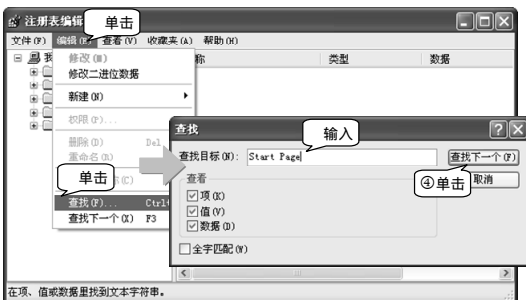 注册表编辑
单击
文件(F) 编辑(E) 查看(V) 收藏夹(A) 帮助(H)
我
修改(M)
修改二进位数据
新建(N)
权限(P)...
删除(D) Del
重命名(R)
(C)
单击
查找(F)... Ctrl+
查找下一个(X) F3
称 类型 数据
查找
输入
查找目标(N): Start Page
查找下一个(F)
④单击
取消
查看
项(K)
值(V)
数据(D)
全字匹配(W)
在项、值或数据里找到文本字符串。